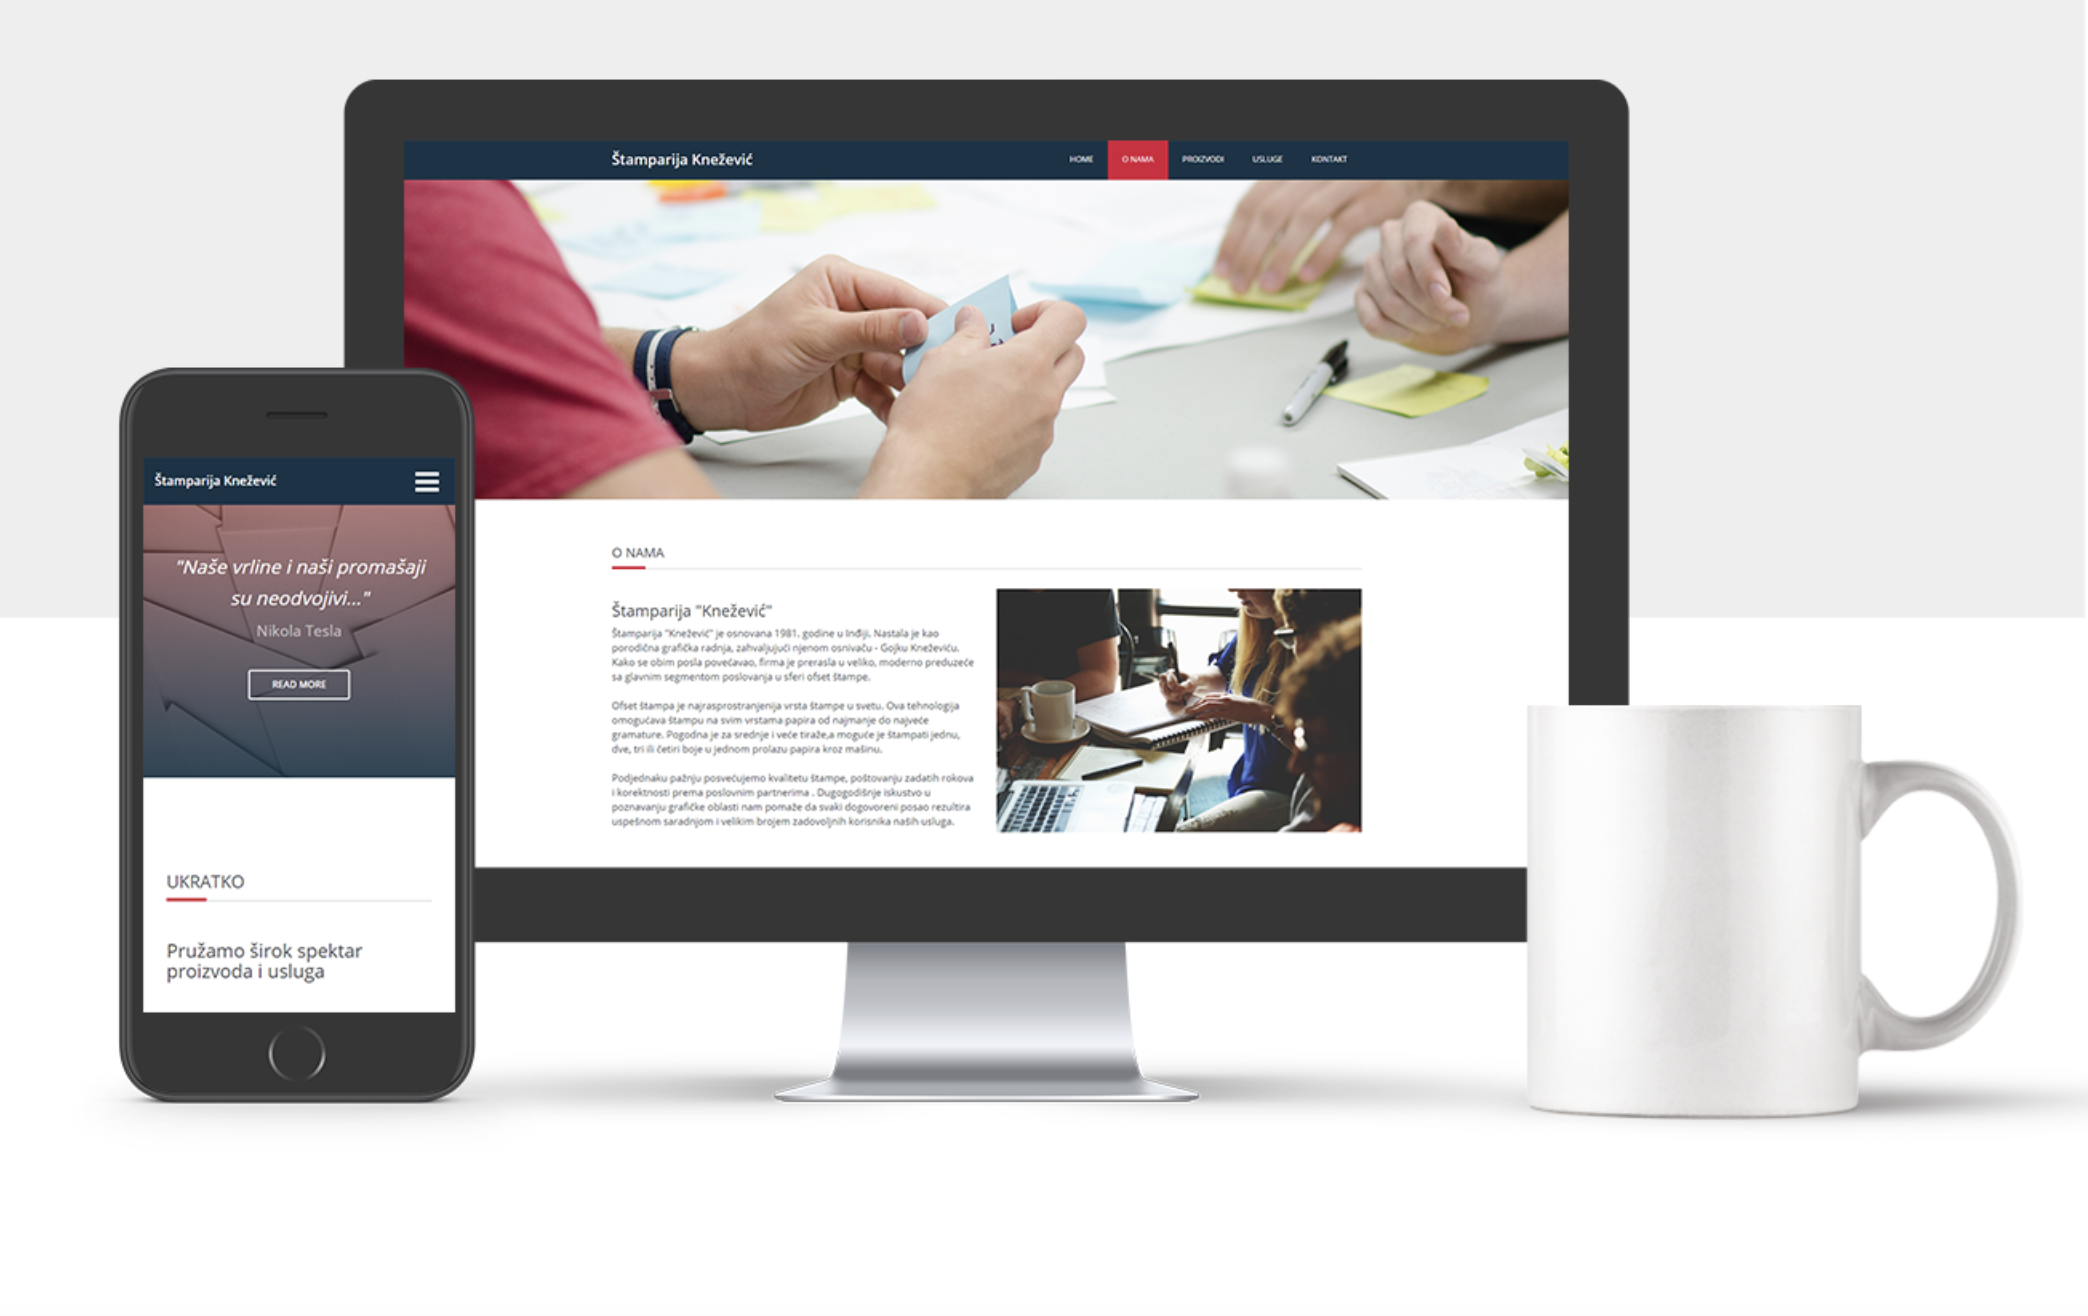 Štamparija Knežević
HOME O NAMA PROIZVODI USLUGE KONTAKT
O NAMA
Štamparija "Knežević"
Štamparija "Knežević" je osnovana 1981. godine u Inđiji. Nastala je kao
porodična grafička radnja, zahvaljujući njenom osnivaču - Gojku Kneževiću.
Kako se obim posla povećavao, firma je prerasla u veliko, moderno preduzeće
sa glavnim segmentom poslovanja u sferi ofset štampe.
Ofset štampa je najrasprostranjenija vrsta štampe u svetu. Ova tehnologija
omogućava štampu na svim vrstama papira od najmanje do najveće
gramature. Pogodna je za srednje i veće tiraže,a moguće je štampati jednu,
dve, tri ili četiri boje u jednom prolazu papira kroz mašinu.
Podjednaku pažnju posvećujemo kvalitetu štampe, poštovanju zadatih rokova
i korektnosti prema poslovnim partnerima . Dugogodišnje iskustvo u
poznavanju grafičke oblasti nam pomaže da svaki dogovoreni posao rezultira
uspešnom saradnjom i velikim brojem zadovoljnih korisnika naših usluga.
Štamparija Knežević
"Naše vrline i naši promašaji
su neodvojivi..."
Nikola Tesla
READ MORE
UKRATKO
Pružamo širok spektar
proizvoda i usluga